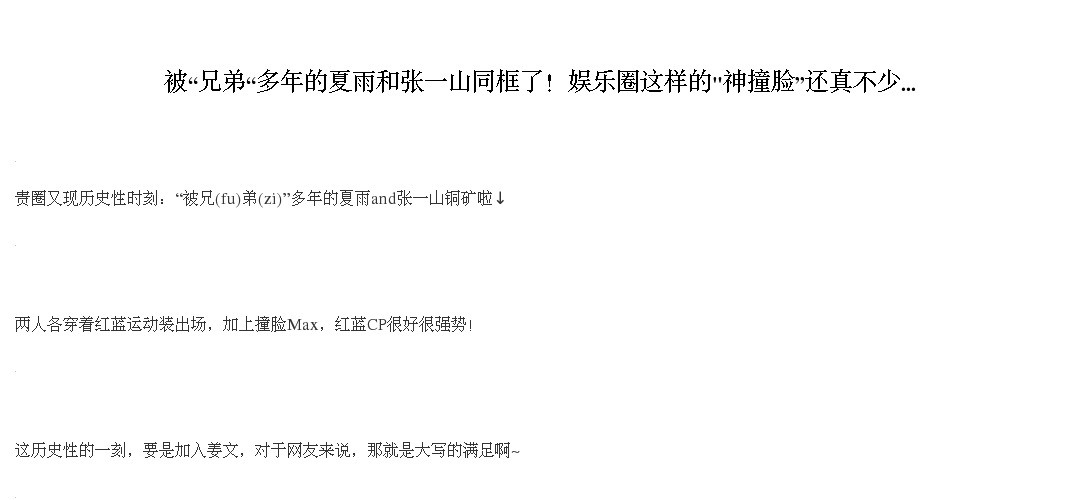 被“兄弟“多年的夏雨和张一山同框了！娱乐圈这样的"神撞脸”还真不少...
贵圈又现历史性时刻：“被兄(fu)弟(zi)”多年的夏雨and张一山铜矿啦↓
两人各穿着红蓝运动装出场，加上撞脸Max，红蓝CP很好很强势！
这历史性的一刻，要是加入姜文，对于网友来说，那就是大写的满足啊~